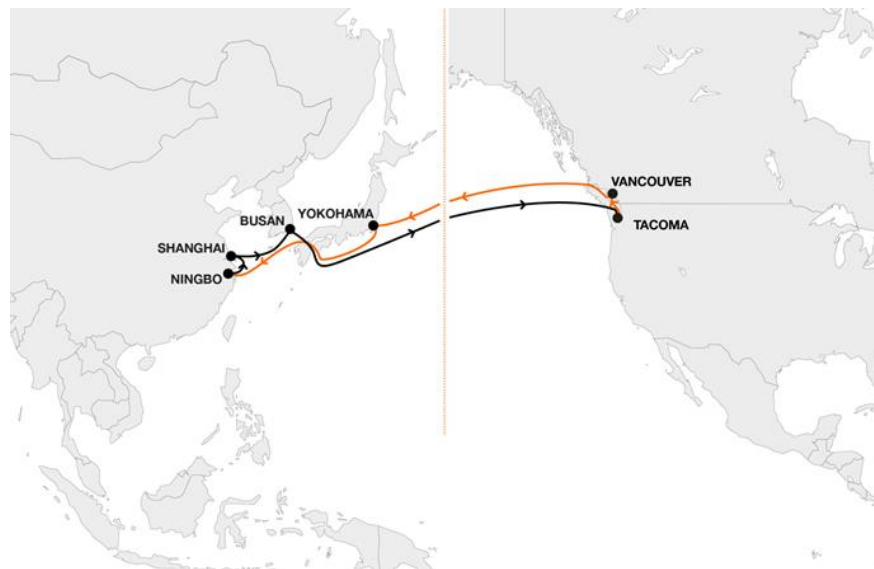 VANCOUVER
YOKOHAMA
BUSAN
TACOMA
SHANGHAI
NINGBO